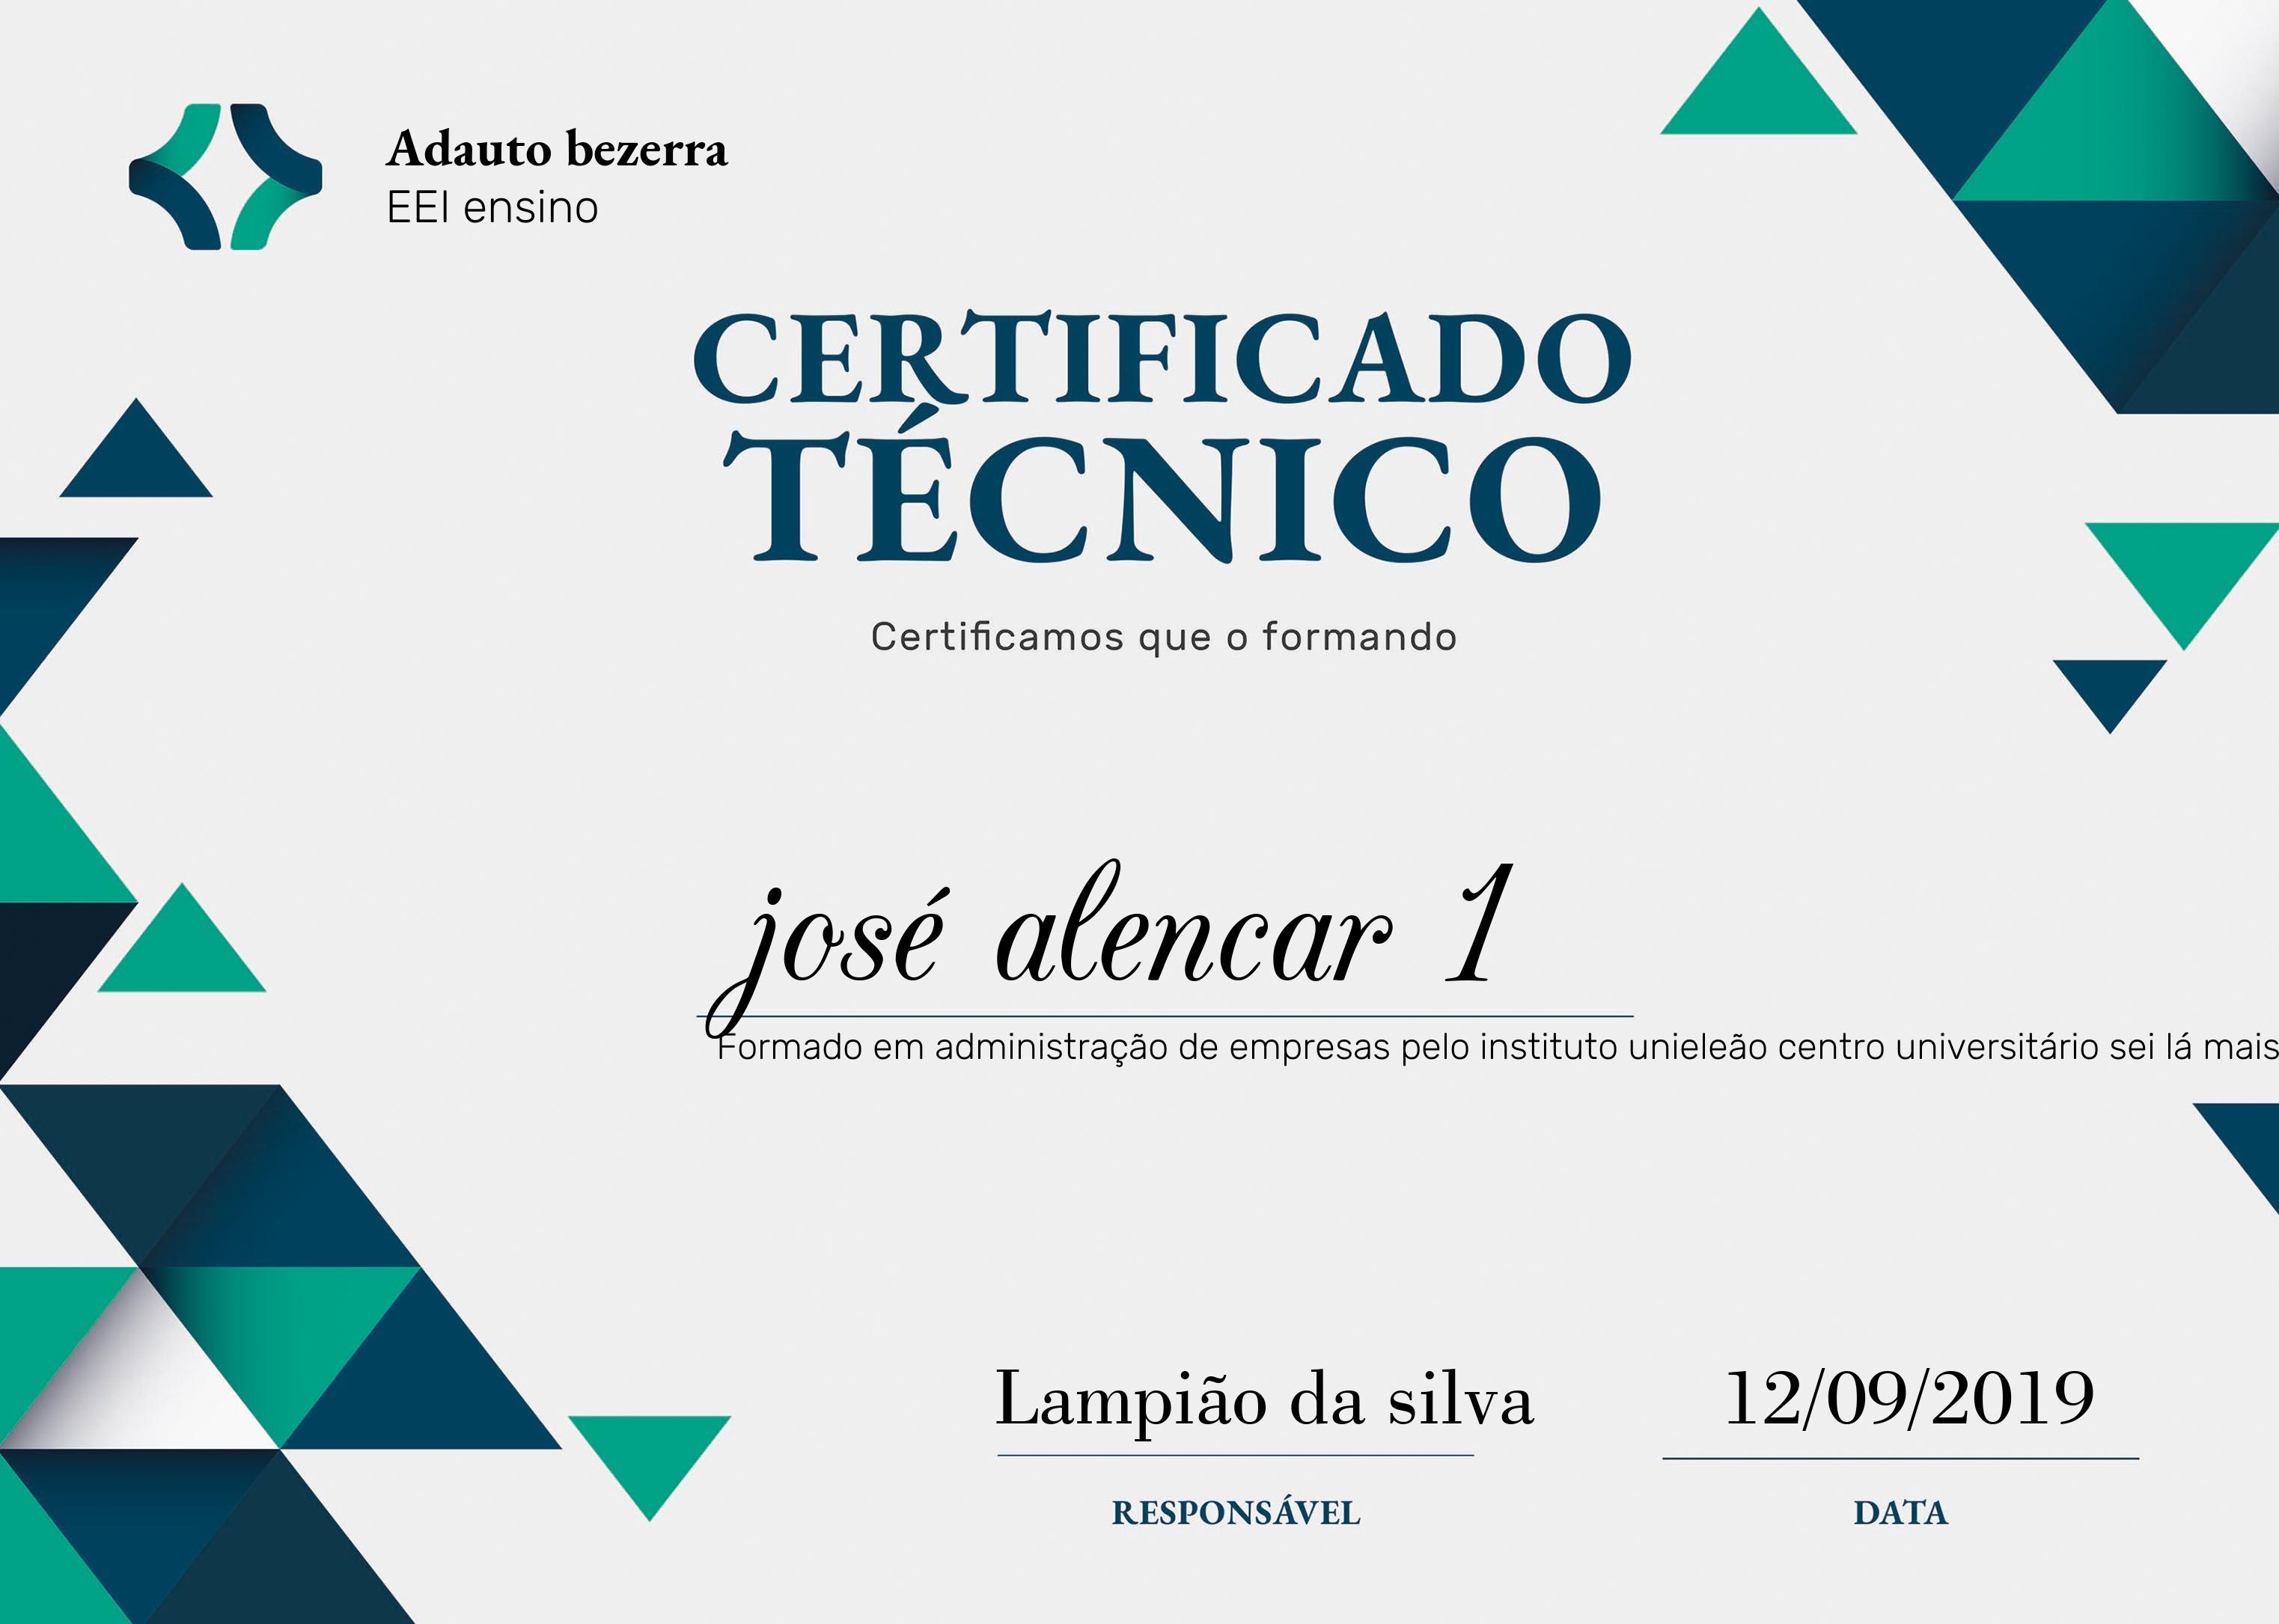 Adauto bezerra
EEI ensino
CERTIFICADO
TÉCNICO
Certificamos que o formando
josé alencar 1
Formado em administração de empresas pelo instituto unieleão centro universitário sei lá mais
Lampião da silva
12/09/2019
RESPONSÁVEL
DATA